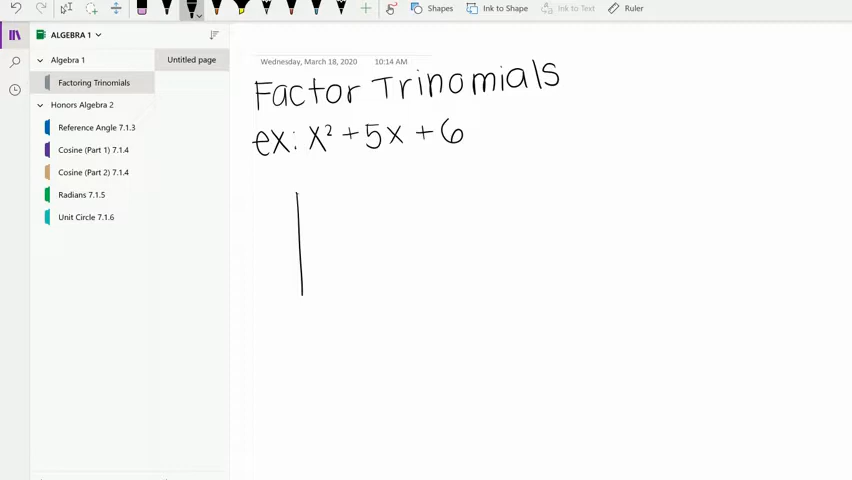 Shapes Ink to Shape Ink to Text Ruler
ALGEBRA 1
Algebra 1 Untitled page
Factoring Trinomials
Honors Algebra 2
Reference Angle 7.1.3
Cosine (Part 1) 7.1.4
Cosine (Part 2) 7.1.4
Radians 7.1.5
Unit Circle 7.1.6
Wednesday, March 18, 2020 10:14 AM
Factor Trinomials
ex: x² + 5x + 6